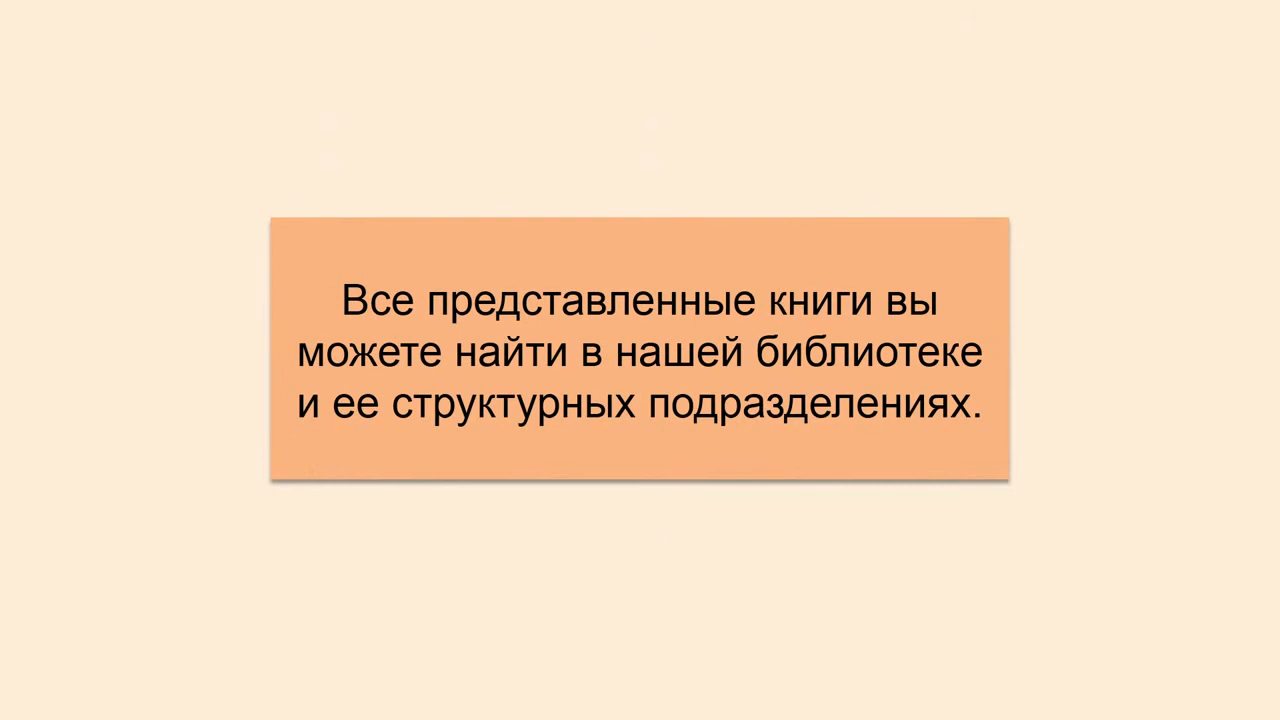 Все представленные книги вы
можете найти в нашей библиотеке
и ее структурных подразделениях.